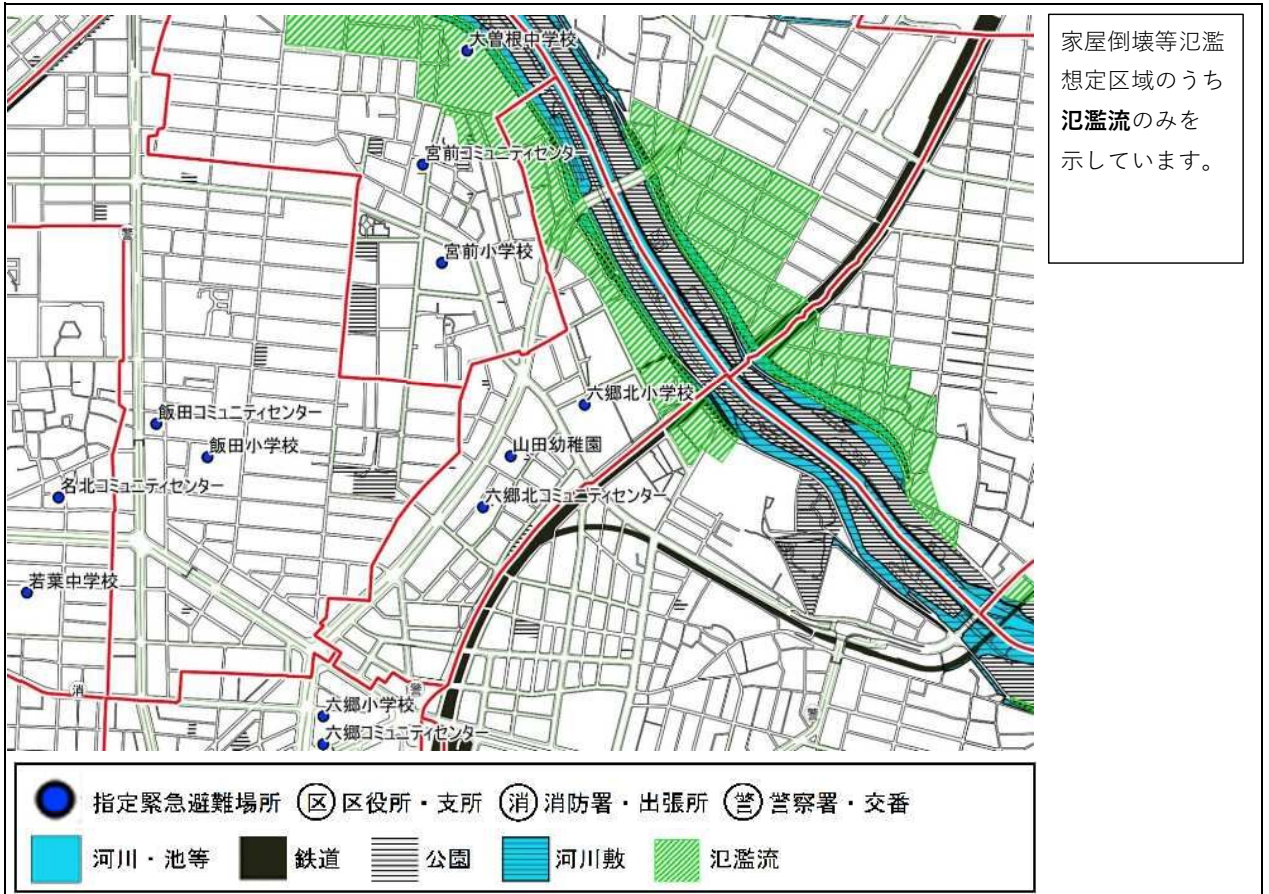 大曽根中学校
宮前コミュニティセンター
警
宮前小学校
六郷北小学校
飯田コミュニティセンター
飯田小学校
山田幼稚園
名北コミュニティセンター
六郷北コミュニティセンター
若葉中学校
消
警
六郷小学校
警
六郷コミュニティセンター
家屋倒壊等氾濫
想定区域のうち
氾濫流のみを
示しています。
指定緊急避難場所 区 区役所・支所 消 消防署・出張所 警 警察署・交番
河川・池等 鉄道 公園 河川敷 氾濫流